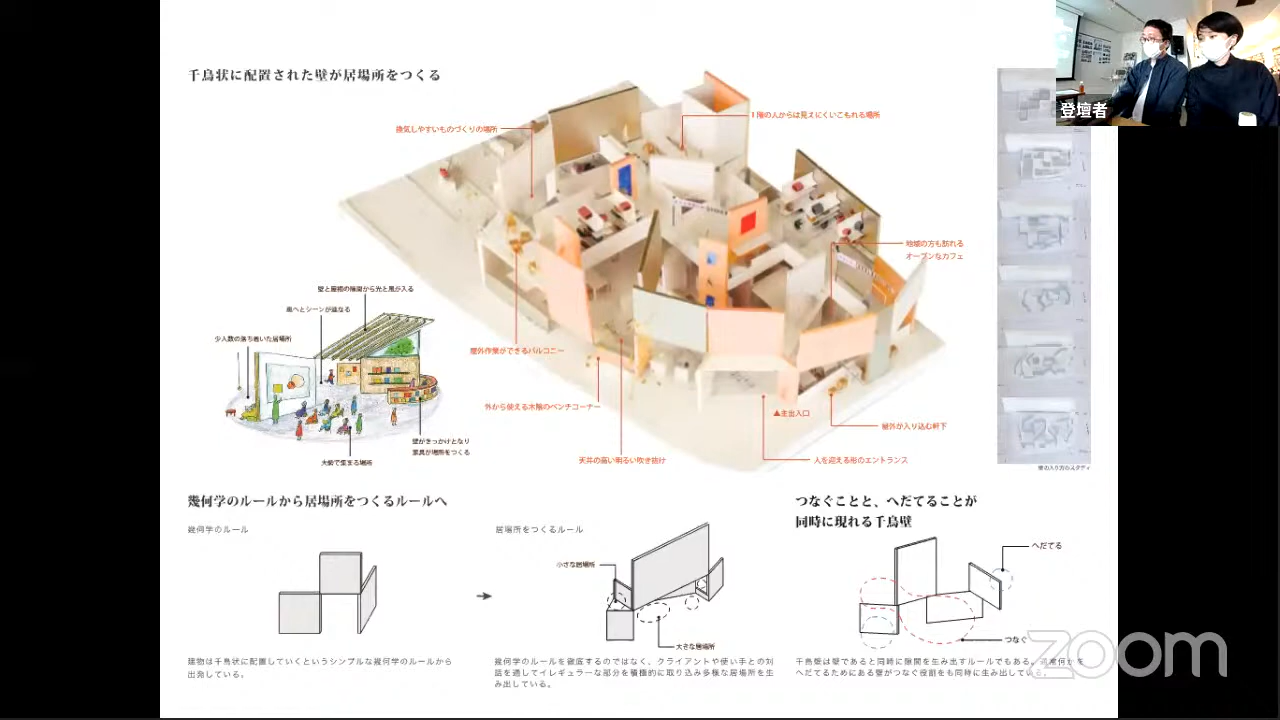 千鳥状に配置された壁が居場所をつくる
登壇者
換気しやすいものづくりの場所
1階の人からは見えにくいこもれる場所
地域の方も訪れる
オープンなカフェ
壁と屋根の隙間から光と風が入る
奥へとシーンが連なる
少人数の落ち着いた居場所
屋外作業ができるバルコニー
外から使える木陰のベンチコーナー
▲主出入口
屋外が入り込む軒下
壁がきっかけとなり
家具が場所をつくる
大勢で集まる場所
天井の高い明るい吹き抜け
人を迎える形のエントランス
壁の入り方のスタディ
幾何学のルールから居場所をつくるルールへ
つなぐことと、へだてることが
同時に現れる千鳥壁
幾何学のルール
居場所をつくるルール
へだてる
小さな居場所
つなぐ
大きな居場所
zoom
建物は千鳥状に配置していくというシンプルな幾何学のルールから
出発している。
幾何学のルールを徹底するのではなく、クライアントや使い手との対
話を通してイレギュラーな部分を積極的に取り込み多様な居場所を生
み出している。
千鳥壁は壁であると同時に隙間を生み出すルールでもある。通常何かを
へだてるためにある壁がつなぐ役割をも同時に生み出している。